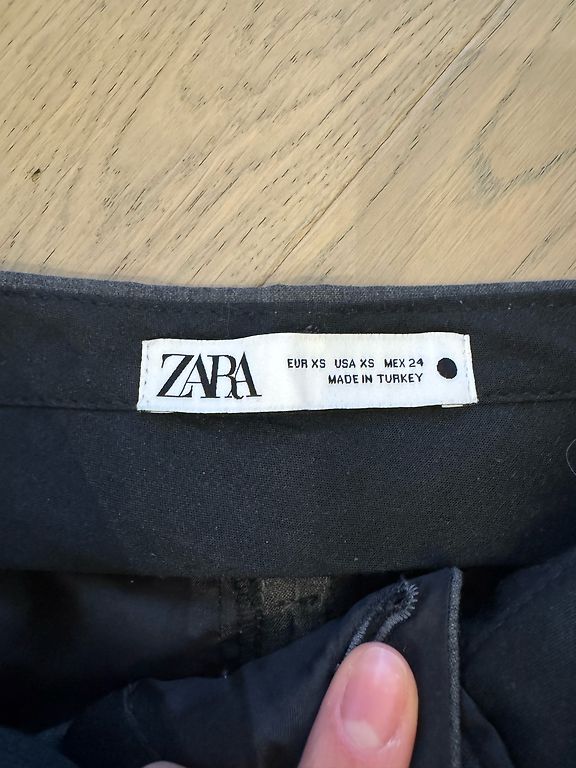 ZARA
EUR XS USA XS MEX 24
MADE IN TURKEY